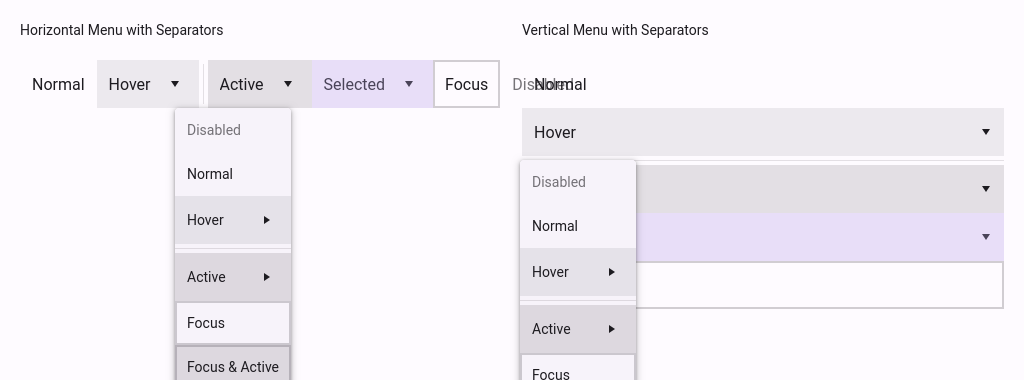 Horizontal Menu with Separators
Normal
Hover
Active
Selected
Focus
Disabled
Disabled
Normal
Hover
Active
Focus
Focus & Active
Vertical Menu with Separators
Normal
Hover
Disabled
Normal
Hover
Active
Focus